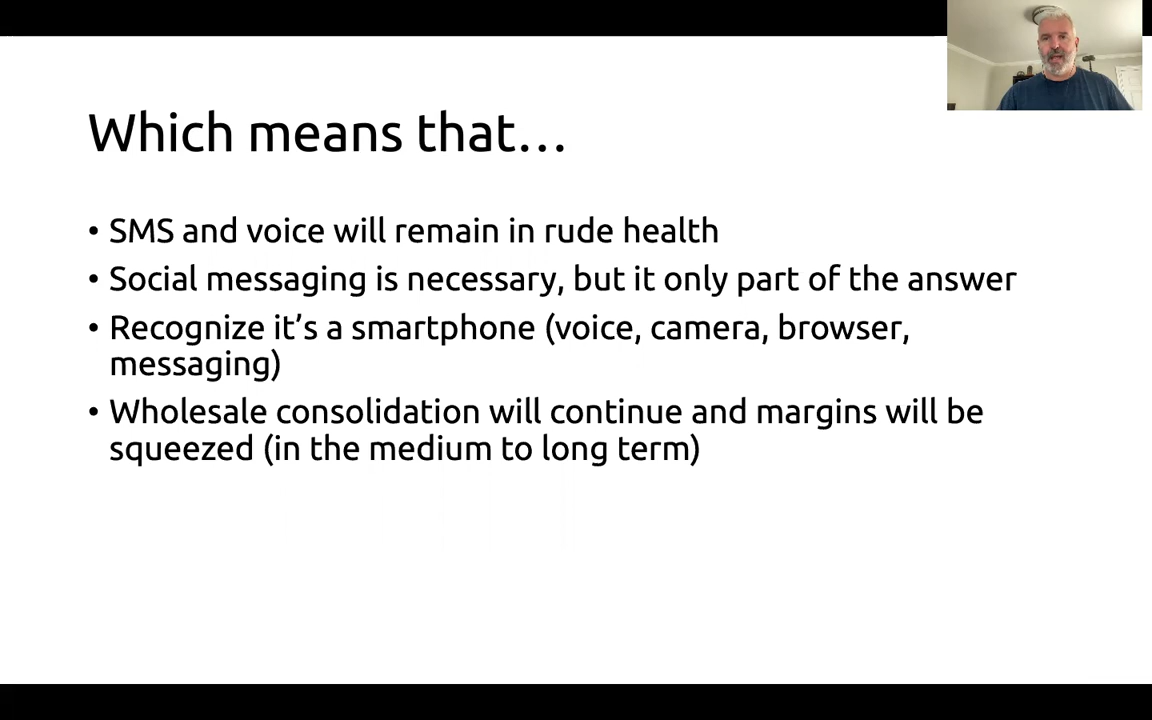 Which means that…
• SMS and voice will remain in rude health
• Social messaging is necessary, but it only part of the answer
• Recognize it’s a smartphone (voice, camera, browser,
messaging)
• Wholesale consolidation will continue and margins will be
squeezed (in the medium to long term)